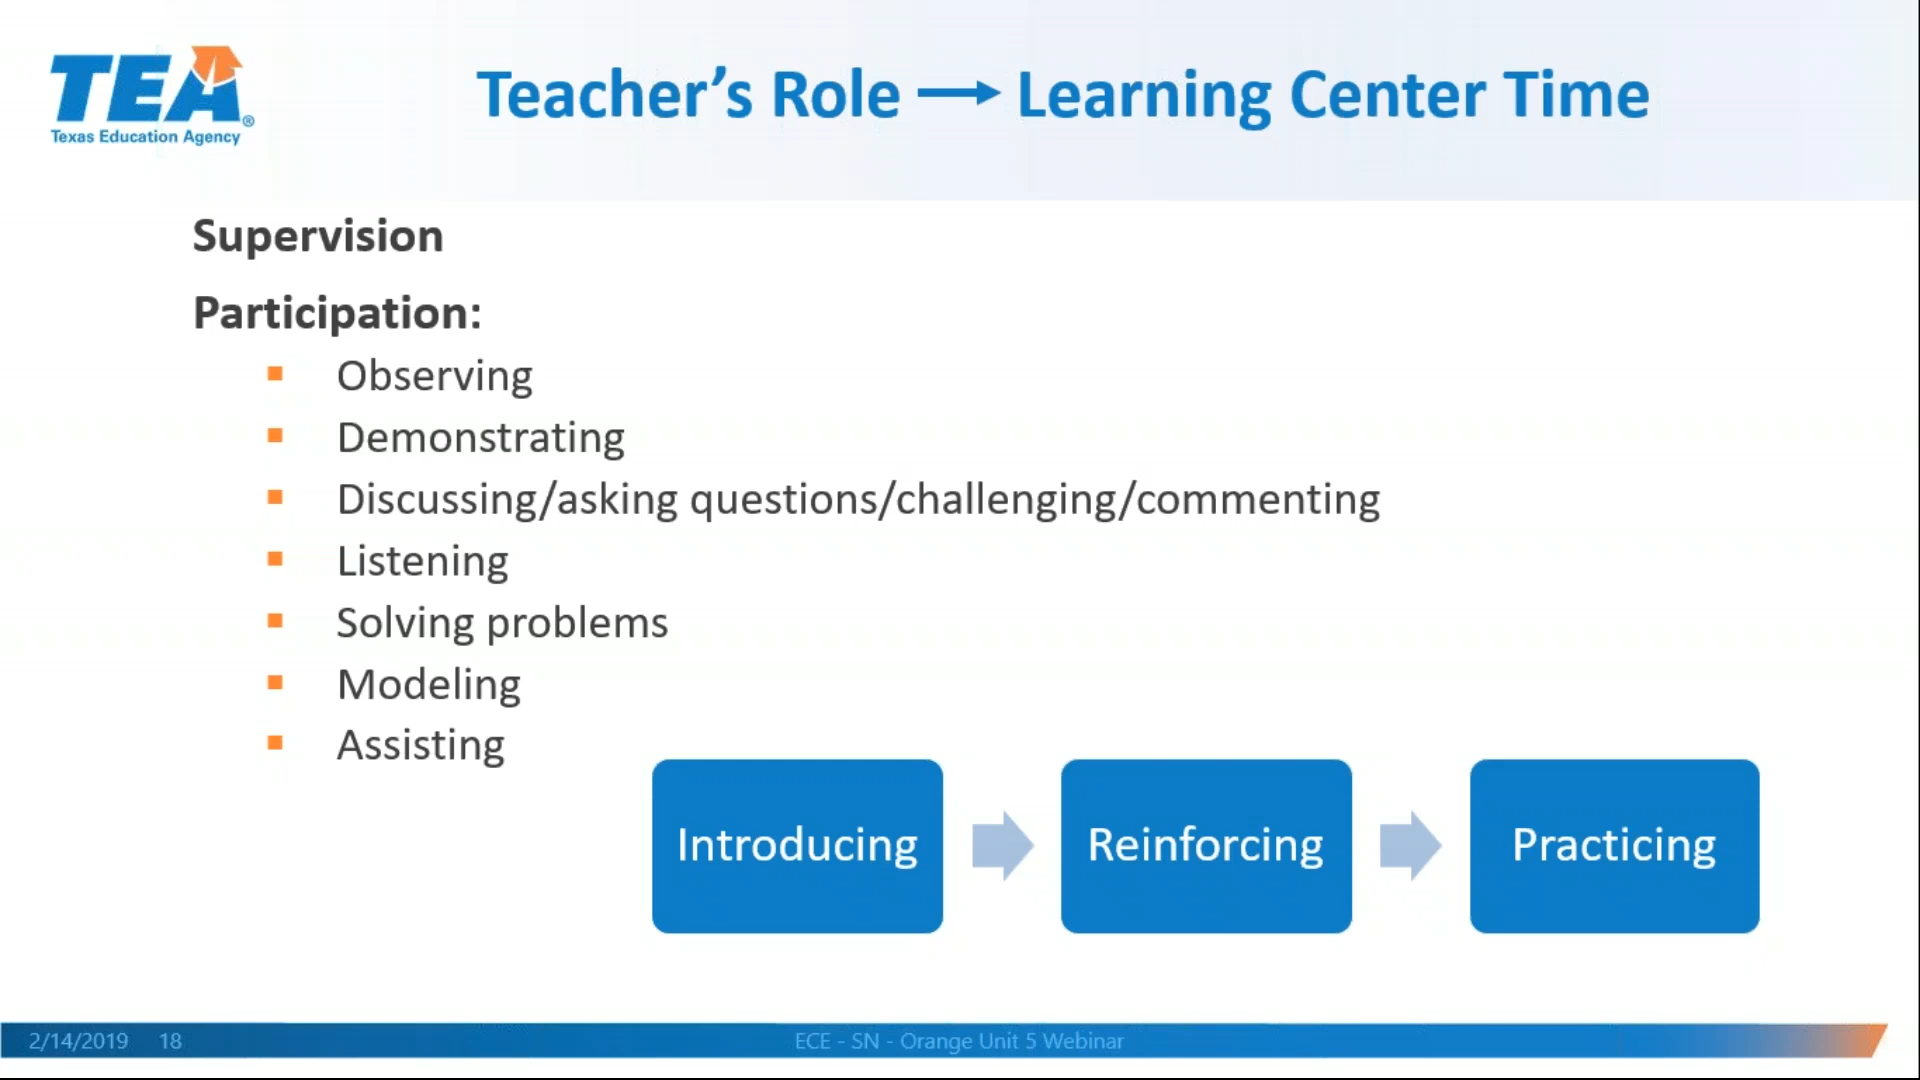 TEA®
Texas Education Agency
Teacher’s Role → Learning Center Time
Supervision
Participation:
▪ Observing
▪ Demonstrating
▪ Discussing/asking questions/challenging/commenting
▪ Listening
▪ Solving problems
▪ Modeling
▪ Assisting
Introducing
Reinforcing
Practicing
2/14/2019 18 ECE - SN - Orange Unit 5 Webinar